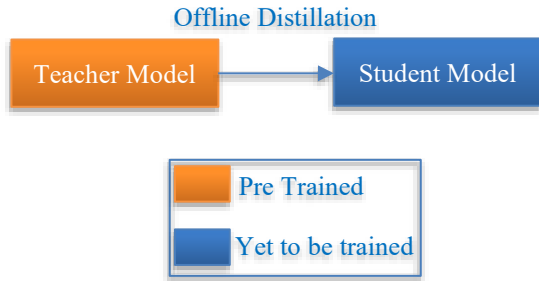 Offline Distillation
Teacher Model
Student Model
Pre Trained
Yet to be trained